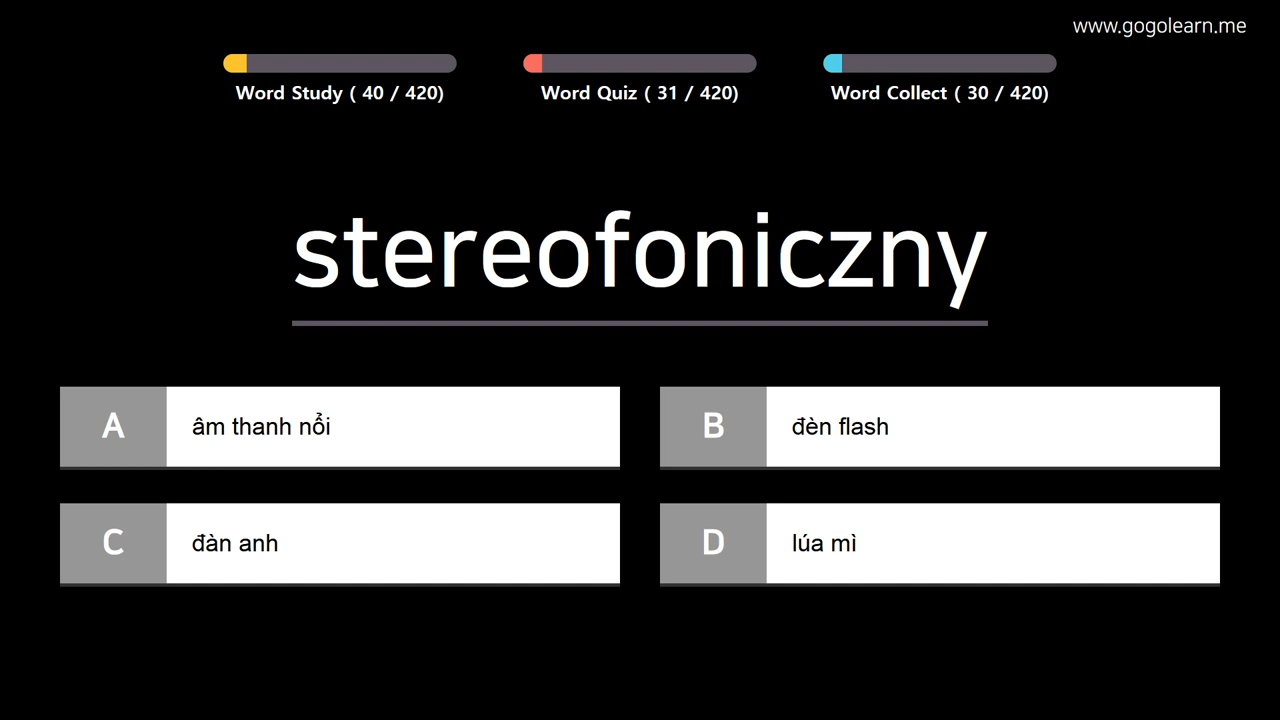 www.gogolearn.me
Word Study ( 40 / 420)
Word Quiz ( 31 / 420)
Word Collect ( 30 / 420)
stereofoniczny
A âm thanh nổi
B đèn flash
C đàn anh
D lúa mì